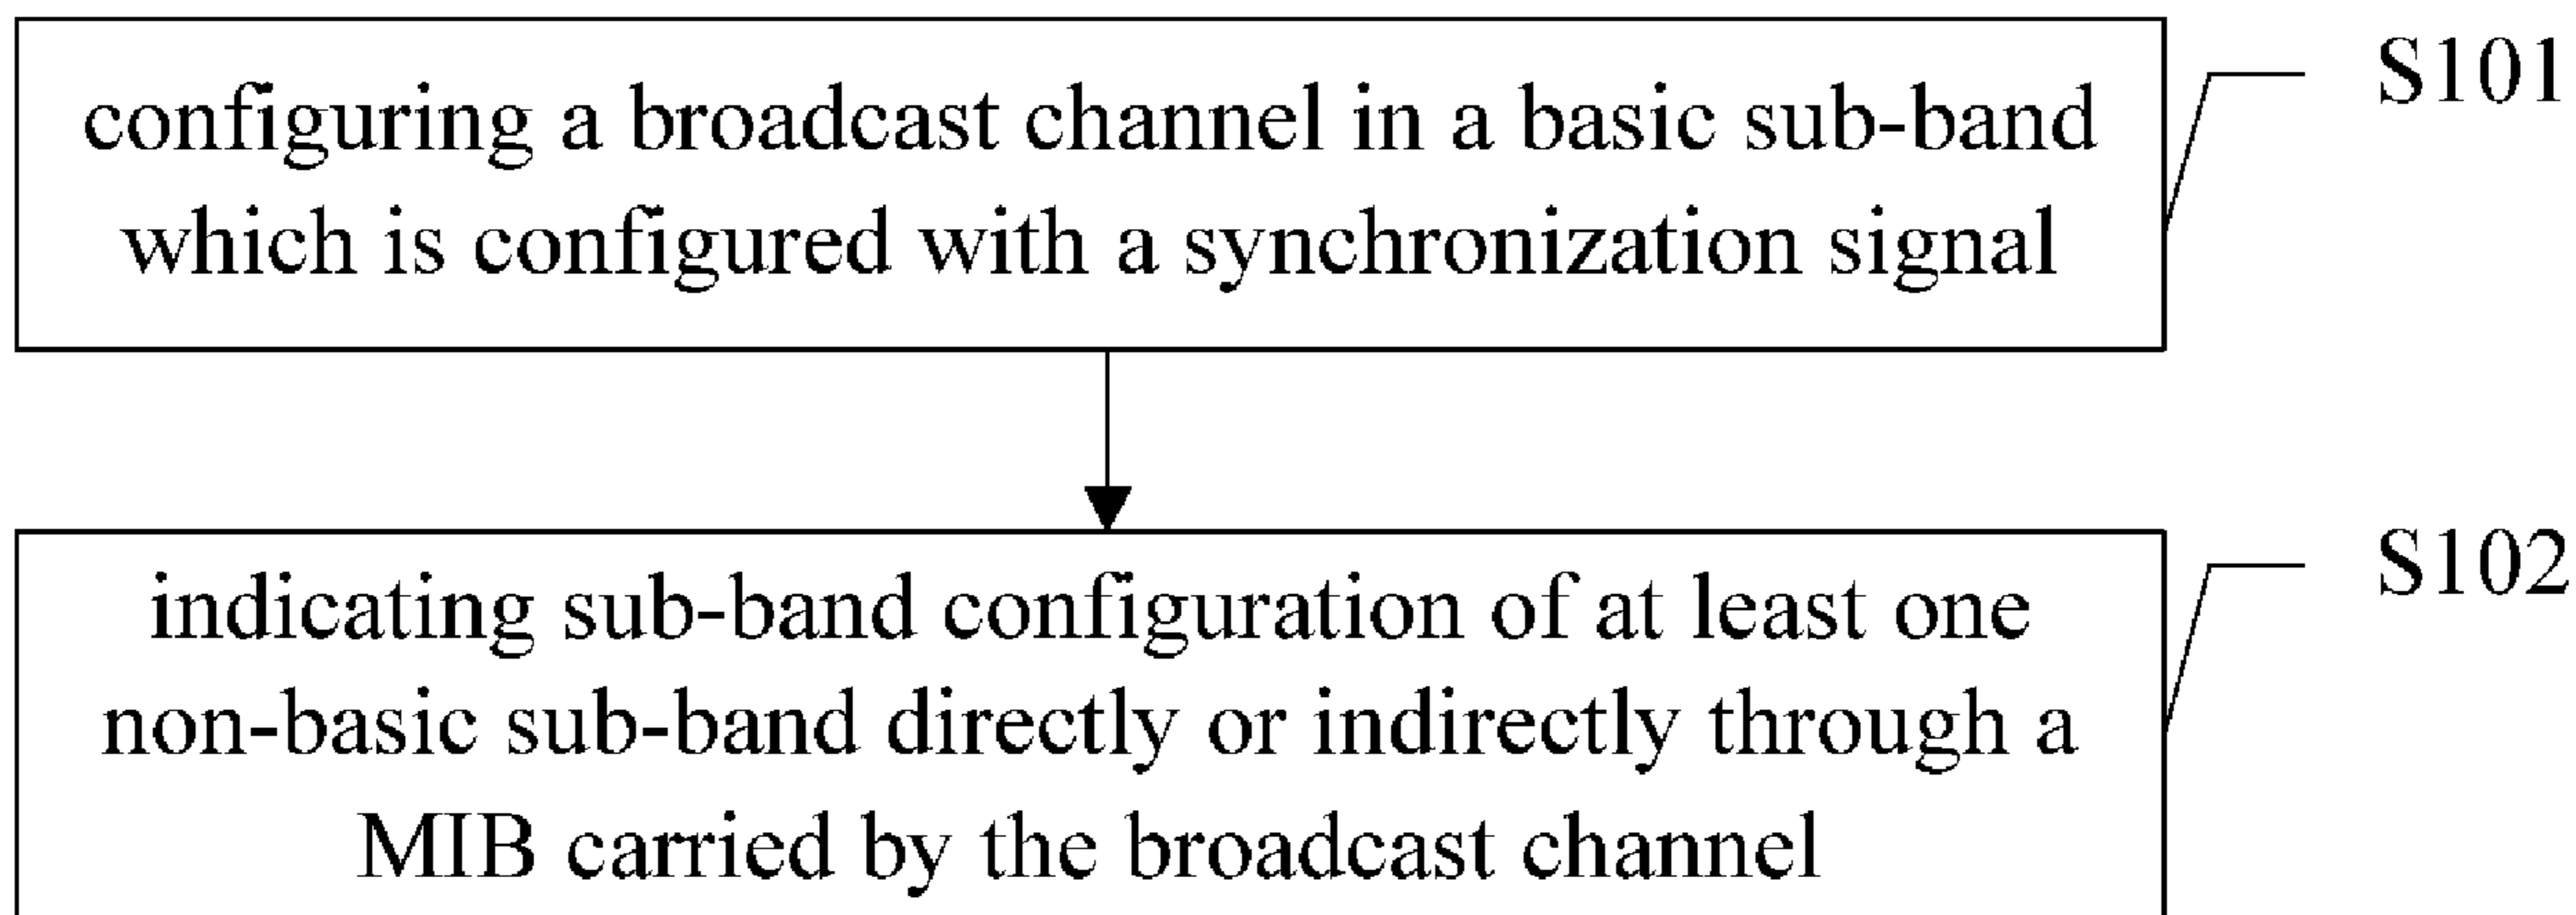 configuring a broadcast channel in a basic sub-band
which is configured with a synchronization signal
S101
indicating sub-band configuration of at least one
non-basic sub-band directly or indirectly through a
MIB carried by the broadcast channel
S102